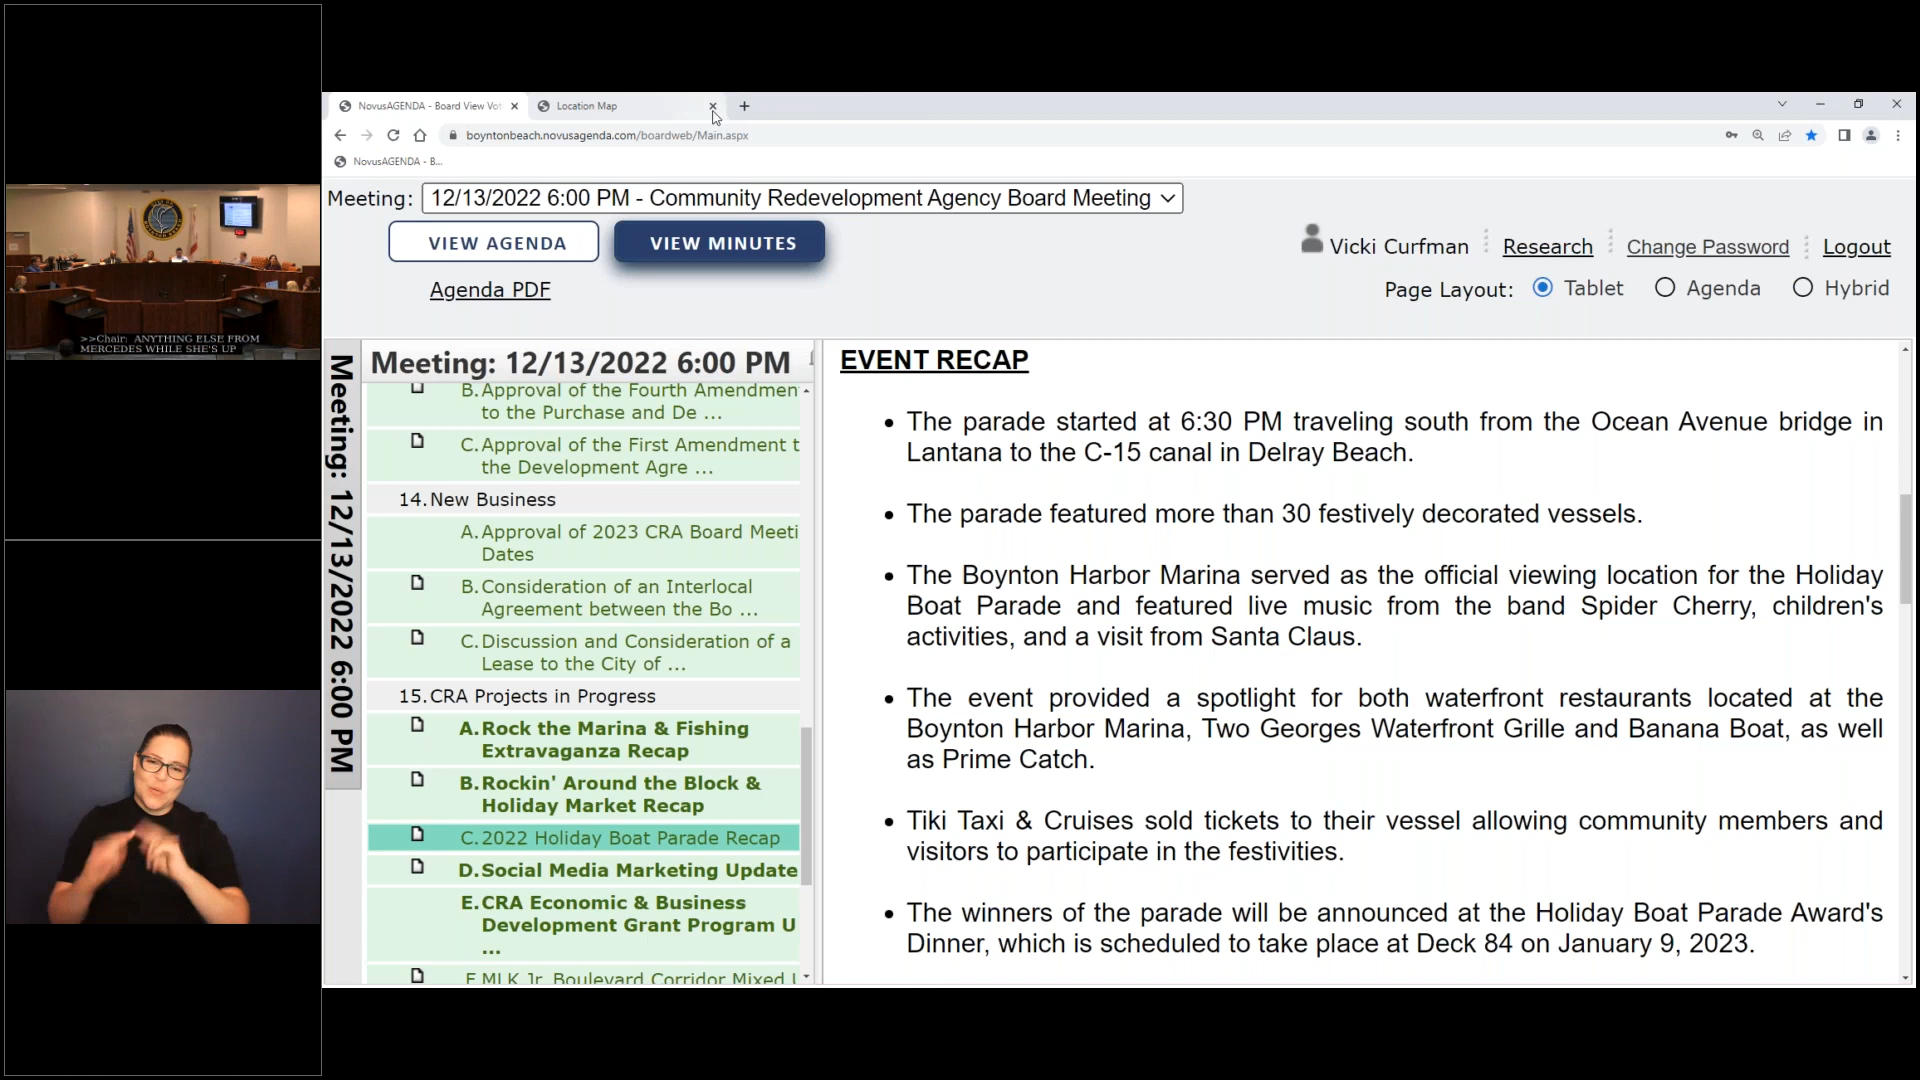 >>Chair: ANYTHING ELSE FROM
MERCEDES WHILE SHE'S UP
NovusAGENDA - Board View Vot
Location Map
boyntonbeach.novusagenda.com/boardweb/Main.aspx
NovusAGENDA - B...
Meeting: 12/13/2022 6:00 PM - Community Redevelopment Agency Board Meeting
VIEW AGENDA
VIEW MINUTES
Agenda PDF
Vicki Curfman
Research
Change Password
Logout
Page Layout: Tablet Agenda Hybrid
Meeting: 12/13/2022 6:00 PM
Meeting: 12/13/2022 6:00 PM
B. Approval of the Fourth Amendmen
to the Purchase and De ...
C. Approval of the First Amendment t
the Development Agre ...
14. New Business
A. Approval of 2023 CRA Board Meeti
Dates
B. Consideration of an Interlocal
Agreement between the Bo ...
C. Discussion and Consideration of a
Lease to the City of ...
15. CRA Projects in Progress
A. Rock the Marina & Fishing
Extravaganza Recap
B. Rockin' Around the Block &
Holiday Market Recap
C. 2022 Holiday Boat Parade Recap
D. Social Media Marketing Update
E. CRA Economic & Business
Development Grant Program U
...
F. MLK Jr. Boulevard Corridor Mixed U
EVENT RECAP
• The parade started at 6:30 PM traveling south from the Ocean Avenue bridge in
Lantana to the C-15 canal in Delray Beach.
• The parade featured more than 30 festively decorated vessels.
• The Boynton Harbor Marina served as the official viewing location for the Holiday
Boat Parade and featured live music from the band Spider Cherry, children's
activities, and a visit from Santa Claus.
• The event provided a spotlight for both waterfront restaurants located at the
Boynton Harbor Marina, Two Georges Waterfront Grille and Banana Boat, as well
as Prime Catch.
• Tiki Taxi & Cruises sold tickets to their vessel allowing community members and
visitors to participate in the festivities.
• The winners of the parade will be announced at the Holiday Boat Parade Award's
Dinner, which is scheduled to take place at Deck 84 on January 9, 2023.